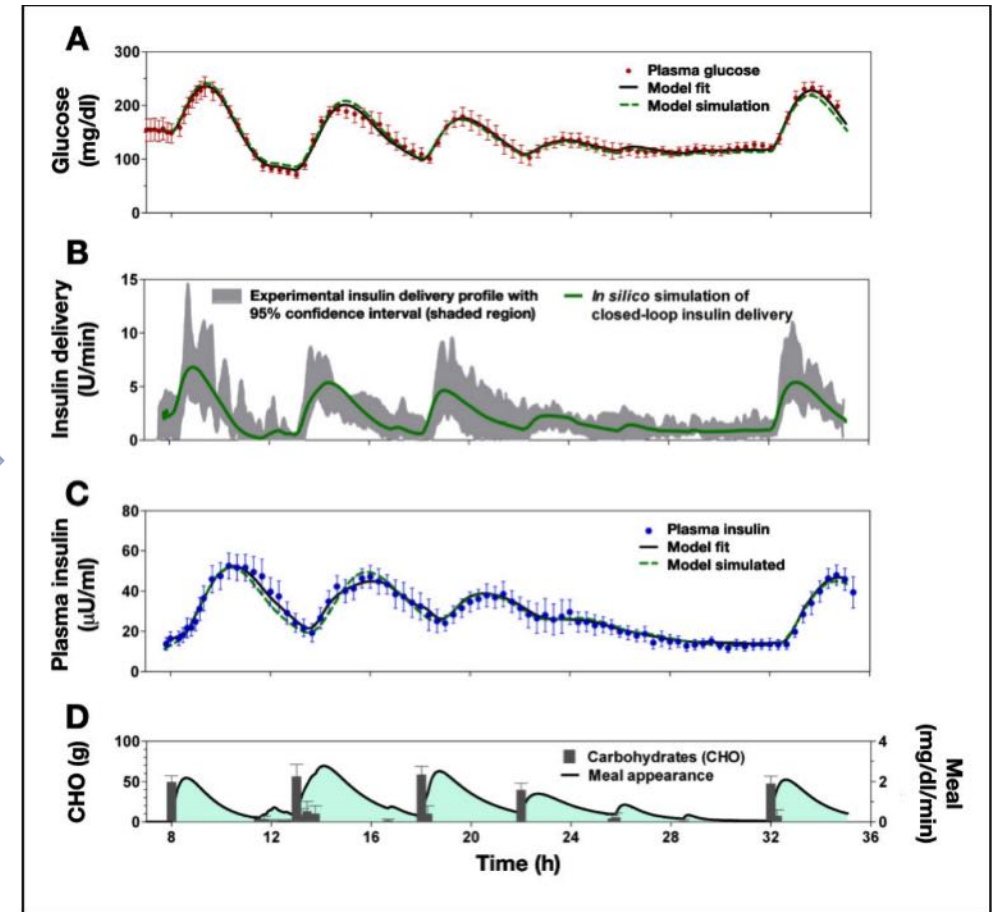 A
300
200
100
0
Glucose
(mg/dl)
Plasma glucose
Model fit
Model simulation
B
15
10
5
0
Insulin delivery
(U/min)
Experimental insulin delivery profile with
95% confidence interval (shaded region)
In silico simulation of
closed-loop insulin delivery
C
80
60
40
20
0
Plasma insulin
(μU/ml)
Plasma insulin
Model fit
Model simulated
D
100
50
0
CHO (g)
Carbohydrates (CHO)
Meal appearance
4
2
0
Meal
(mg/dl/min)
8 12 16 20 24 28 32 36
Time (h)